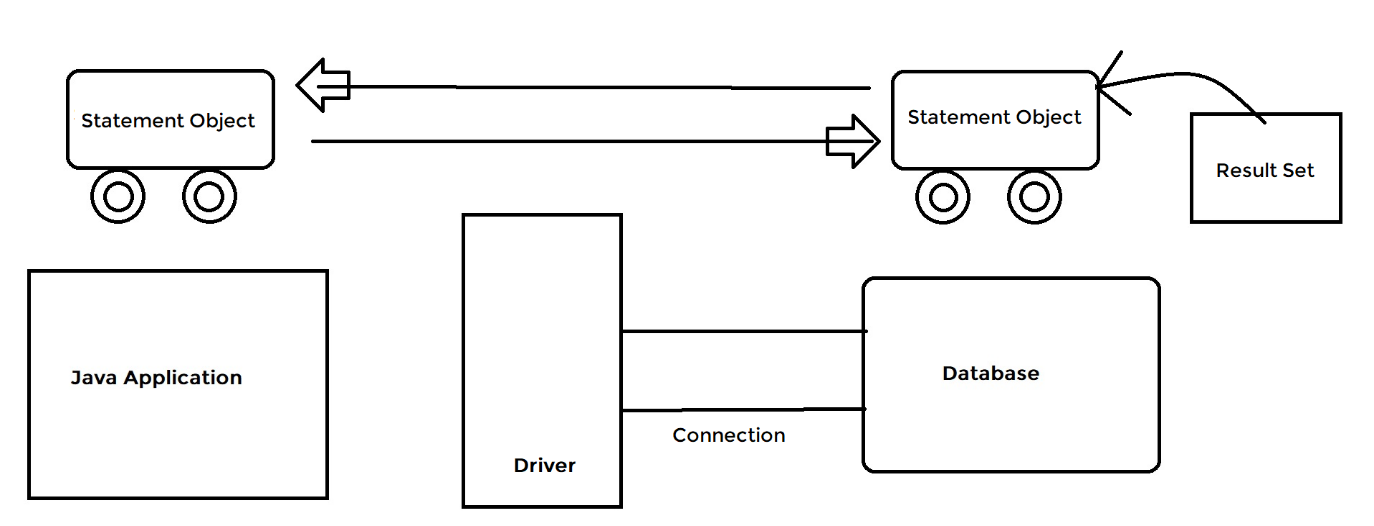 Statement Object
Statement Object
Result Set
Java Application
Database
Connection
Driver